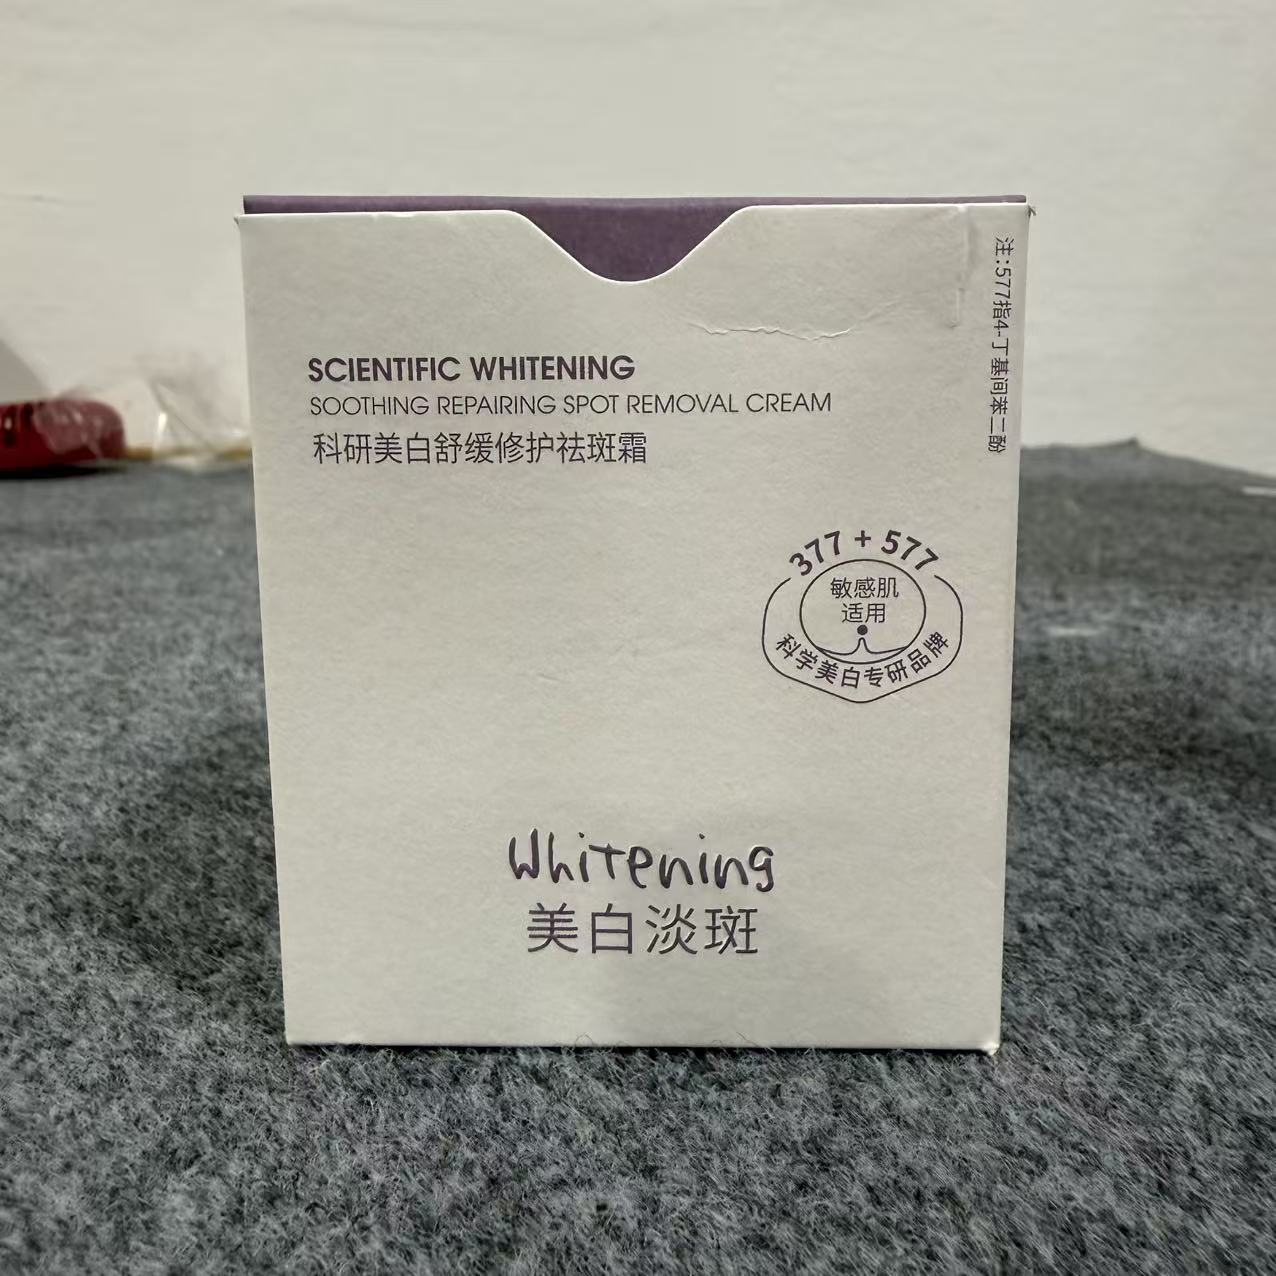 SCIENTIFIC WHITENING
SOOTHING REPAIRING SPOT REMOVAL CREAM
科研美白舒缓修护祛斑霜
注:577指4-丁基间苯二酚
377 + 577
敏感肌
适用
科学美白专研品牌
Whitening
美白淡斑